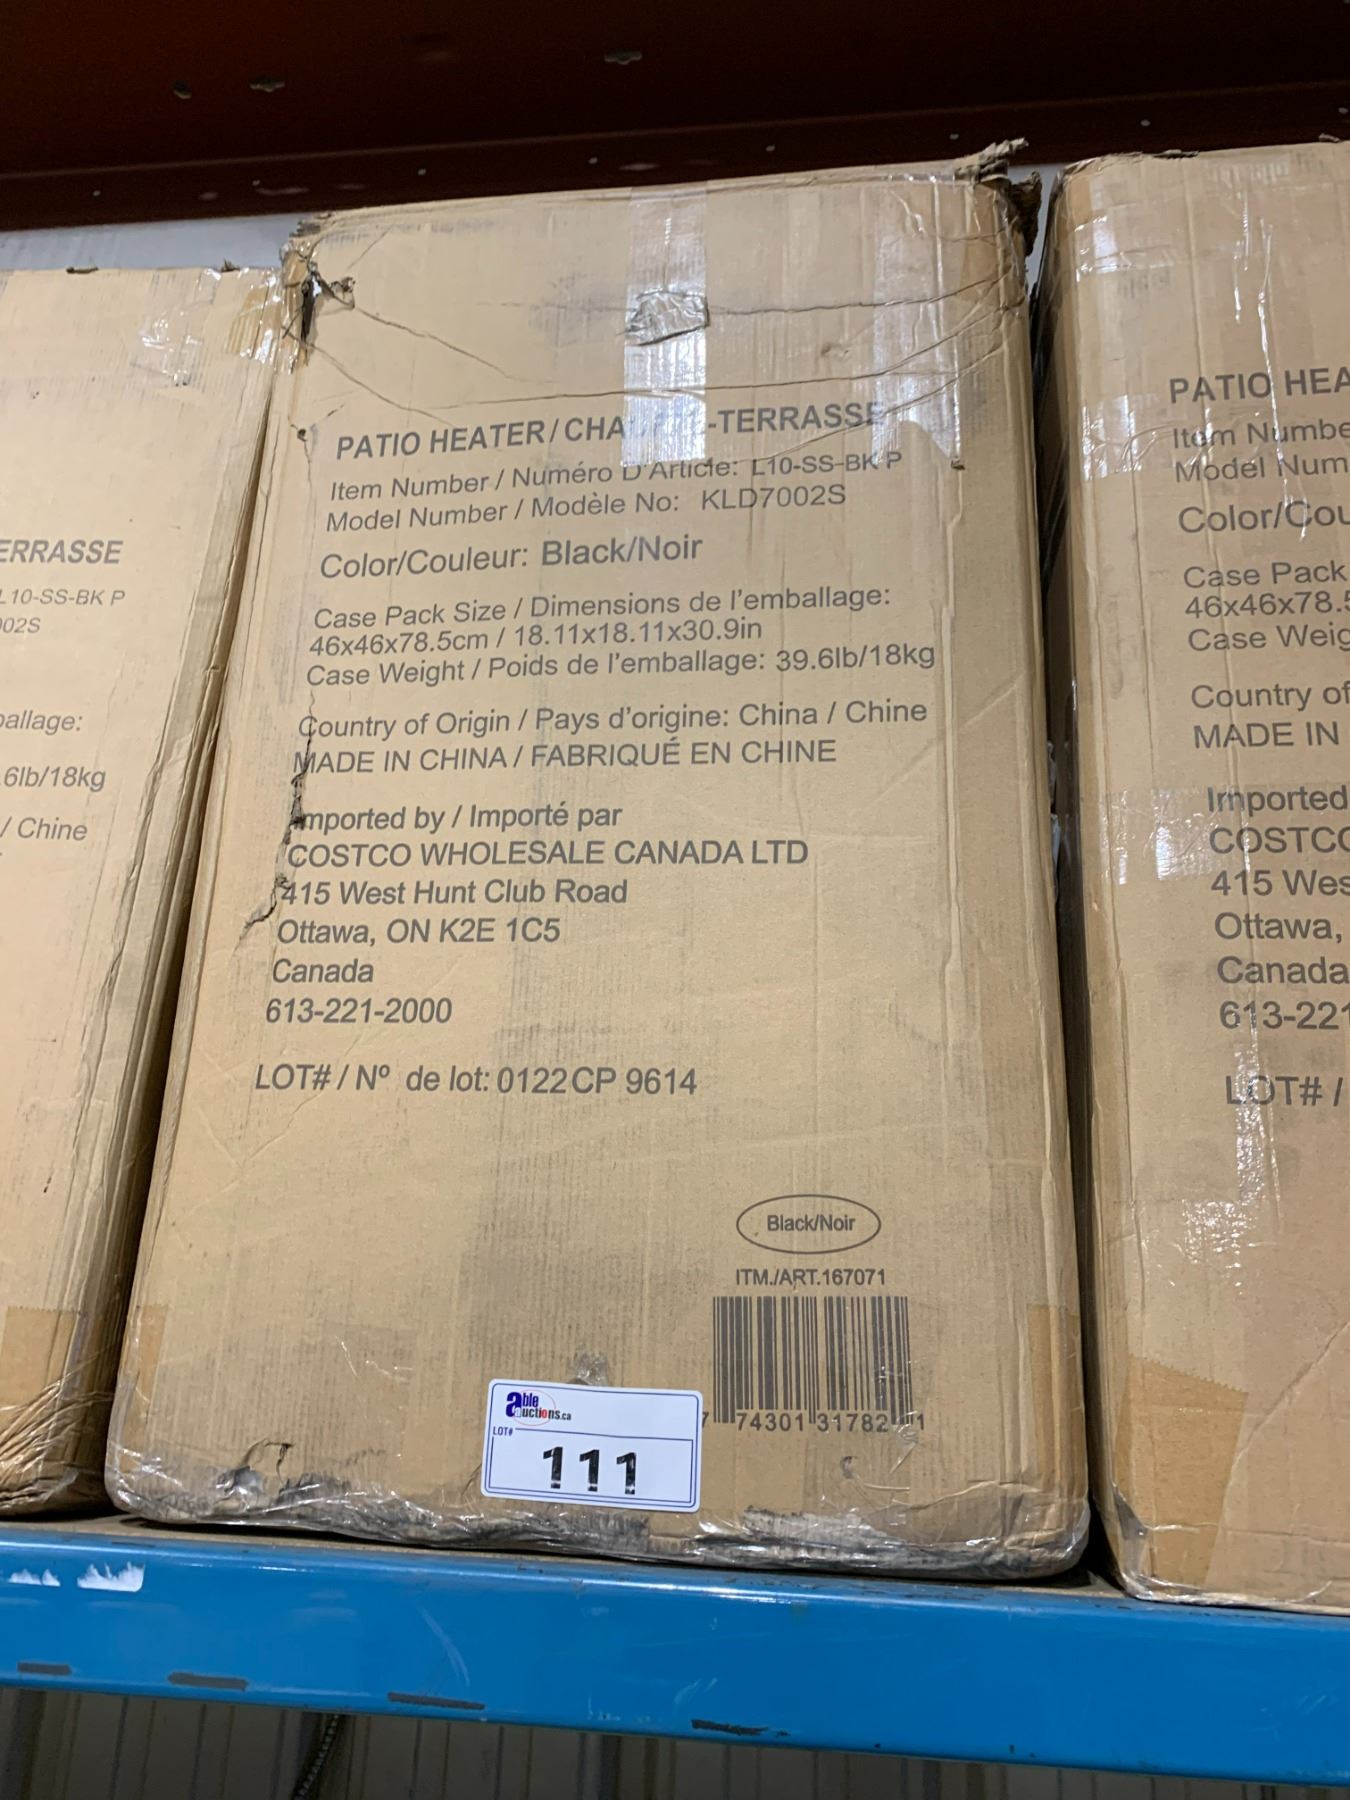 PATIO HEATER/CHA -TERRASSE
Item Number / Numéro D'Article: L10-SS-BK P
Model Number / Modèle No: KLD7002S
Color/Couleur: Black/Noir
Case Pack Size / Dimensions de l'emballage:
46x46x78.5cm / 18.11x18.11x30.9in
Case Weight / Poids de l'emballage: 39.6lb/18kg
Country of Origin / Pays d'origine: China / Chine
MADE IN CHINA / FABRIQUÉ EN CHINE
Imported by / Importé par
COSTCO WHOLESALE CANADA LTD
415 West Hunt Club Road
Ottawa, ON K2E 1C5
Canada
613-221-2000
LOT# / Nº de lot: 0122CP 9614
Black/Noir
ITM./ART.167071
7 74301 31782 1
able
auctions.ca
LOT#
111
ERRASSE
L10-SS-BK P
002S
ballage:
.6lb/18kg
/ Chine
PATIO HEA
Item Numbe
Model Num
Color/Cou
Case Pack
46x46x78.5
Case Weig
Country of
MADE IN
Imported
COSTCO
415 Wes
Ottawa,
Canada
613-221
LOT# /